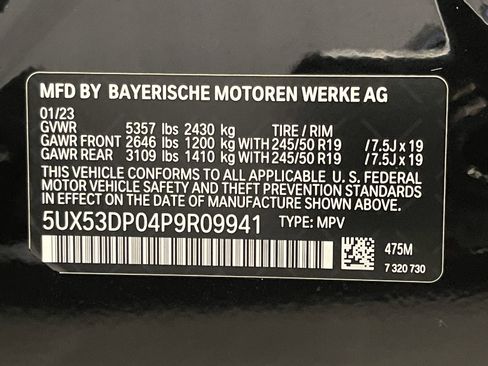 MFD BY BAYERISCHE MOTOREN WERKE AG
01/23
GVWR 5357 lbs 2430 kg TIRE / RIM
GAWR FRONT 2646 lbs 1200 kg WITH 245/50 R19 / 7.5J x 19
GAWR REAR 3109 lbs 1410 kg WITH 245/50 R19 / 7.5J x 19
THIS VEHICLE CONFORMS TO ALL APPLICABLE U. S. FEDERAL
MOTOR VEHICLE SAFETY AND THEFT PREVENTION STANDARDS
IN EFFECT ON THE DATE OF MANUFACTURE SHOWN ABOVE.
5UX53DP04P9R09941 TYPE: MPV
475M
7 320 730